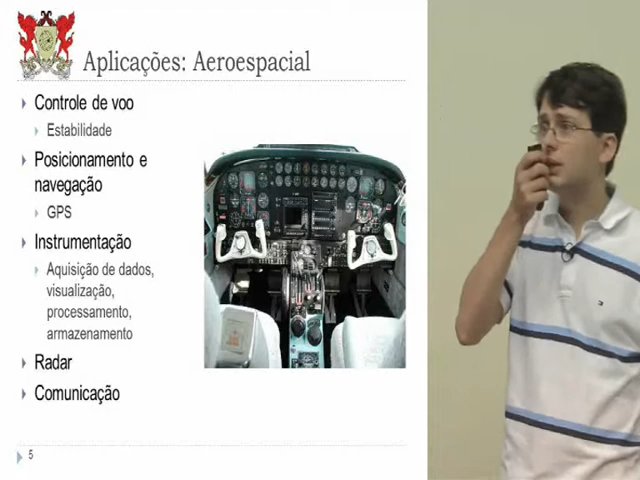 Aplicações: Aeroespacial
Controle de voo
Estabilidade
Posicionamento e
navegação
GPS
Instrumentação
Aquisição de dados,
visualização,
processamento,
armazenamento
Radar
Comunicação
5